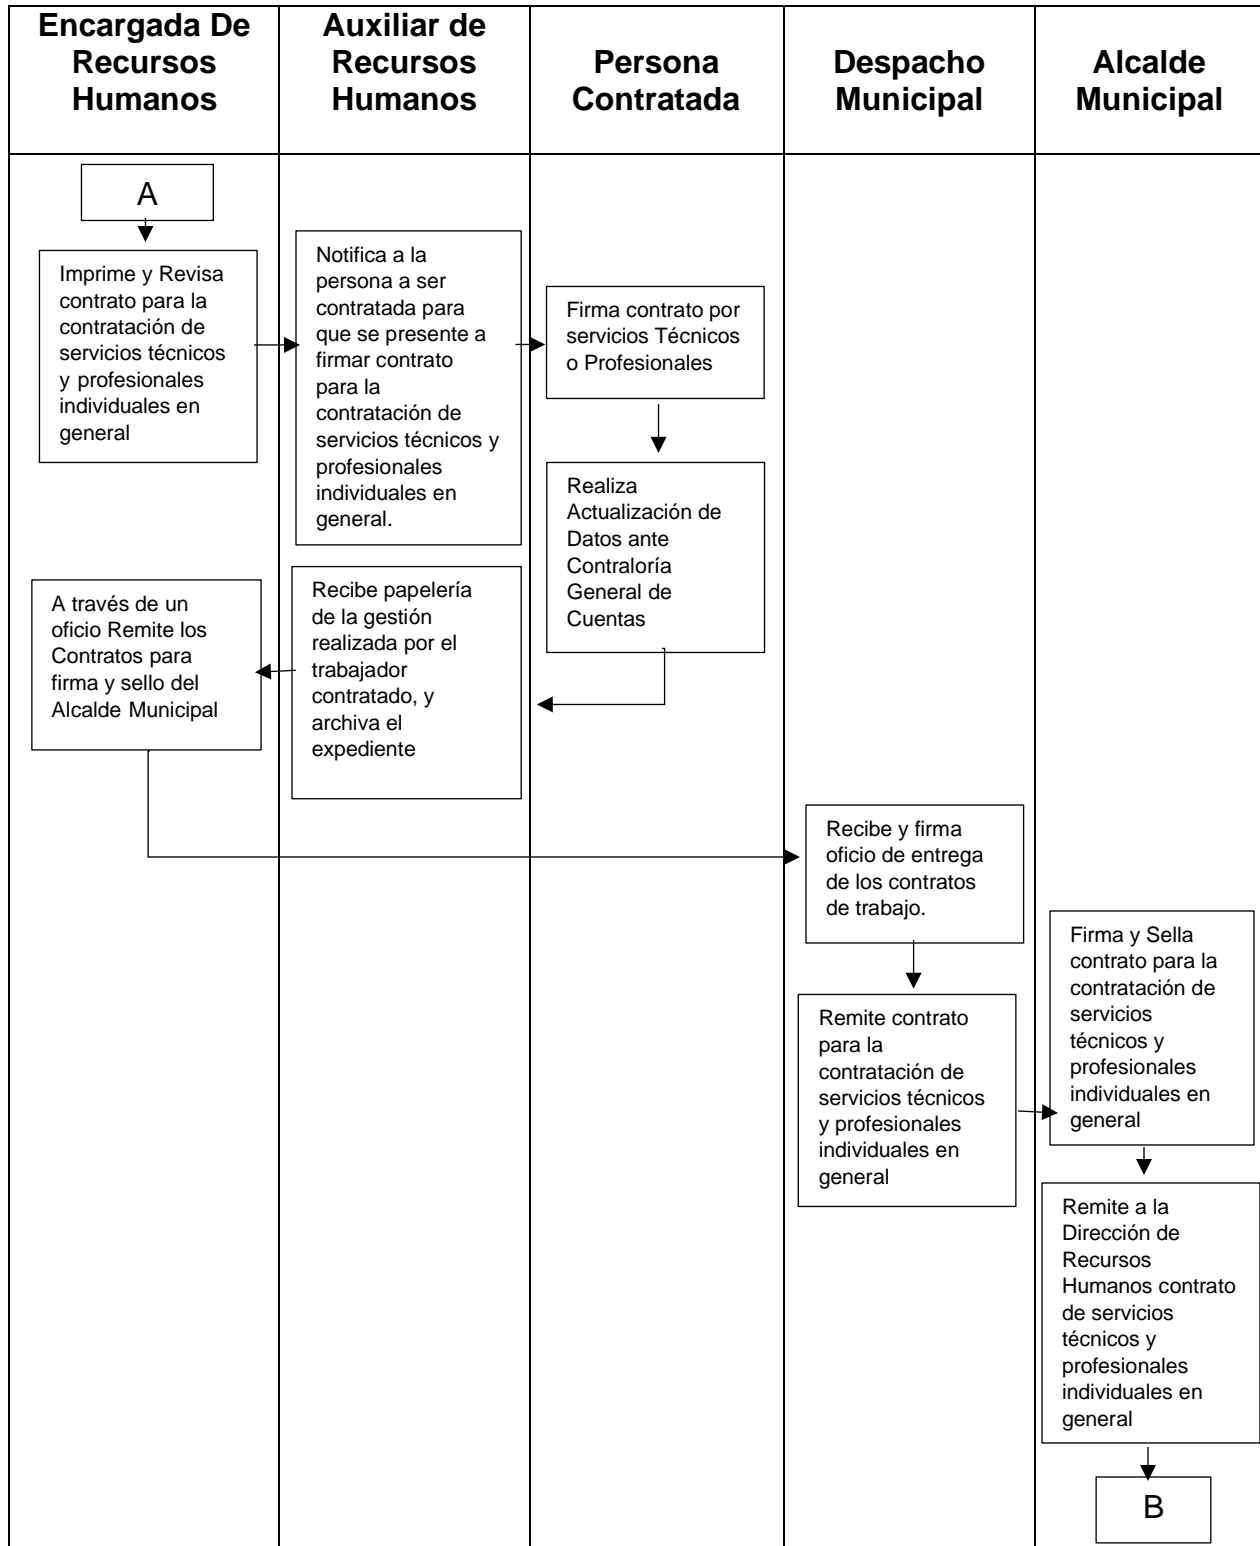 Encargada De
Recursos
Humanos
Auxiliar de
Recursos
Humanos
Persona
Contratada
Despacho
Municipal
Alcalde
Municipal
A
Imprime y Revisa
contrato para la
contratación de
servicios técnicos
y profesionales
individuales en
general
Notifica a la
persona a ser
contratada para
que se presente a
firmar contrato
para la
contratación de
servicios técnicos y
profesionales
individuales en
general.
Firma contrato por
servicios Técnicos
o Profesionales
Realiza
Actualización de
Datos ante
Contraloría
General de
Cuentas
Recibe papelería
de la gestión
realizada por el
trabajador
contratado, y
archiva el
expediente
A través de un
oficio Remite los
Contratos para
firma y sello del
Alcalde Municipal
Recibe y firma
oficio de entrega
de los contratos
de trabajo.
Remite contrato
para la
contratación de
servicios técnicos
y profesionales
individuales en
general
Firma y Sella
contrato para la
contratación de
servicios
técnicos y
profesionales
individuales en
general
Remite a la
Dirección de
Recursos
Humanos contrato
de servicios
técnicos y
profesionales
individuales en
general
B